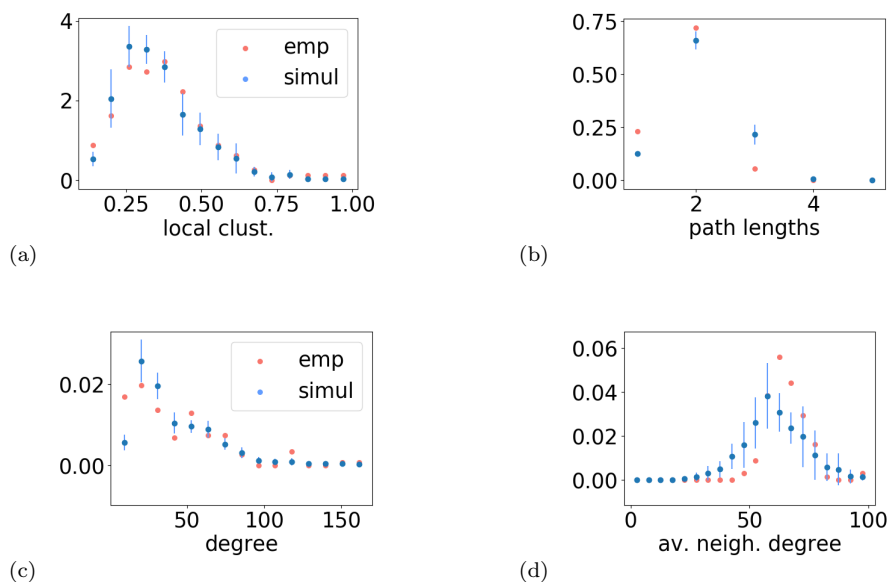 4
2
0
emp
simul
0.25 0.50 0.75 1.00
local clust.
(a)
0.75
0.50
0.25
0.00
2 4
path lengths
(b)
0.02
0.00
emp
simul
50 100 150
degree
(c)
0.06
0.04
0.02
0.00
0 50 100
av. neigh. degree
(d)